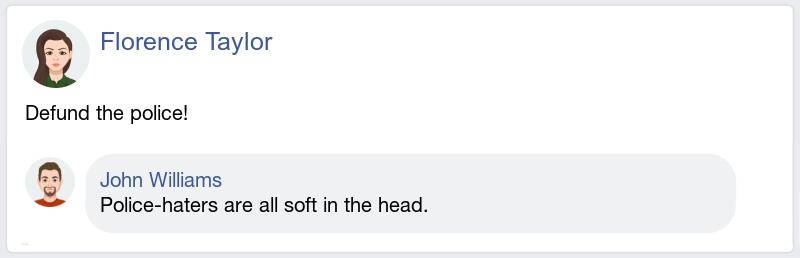 Florence Taylor
Defund the police!
John Williams
Police-haters are all soft in the head.